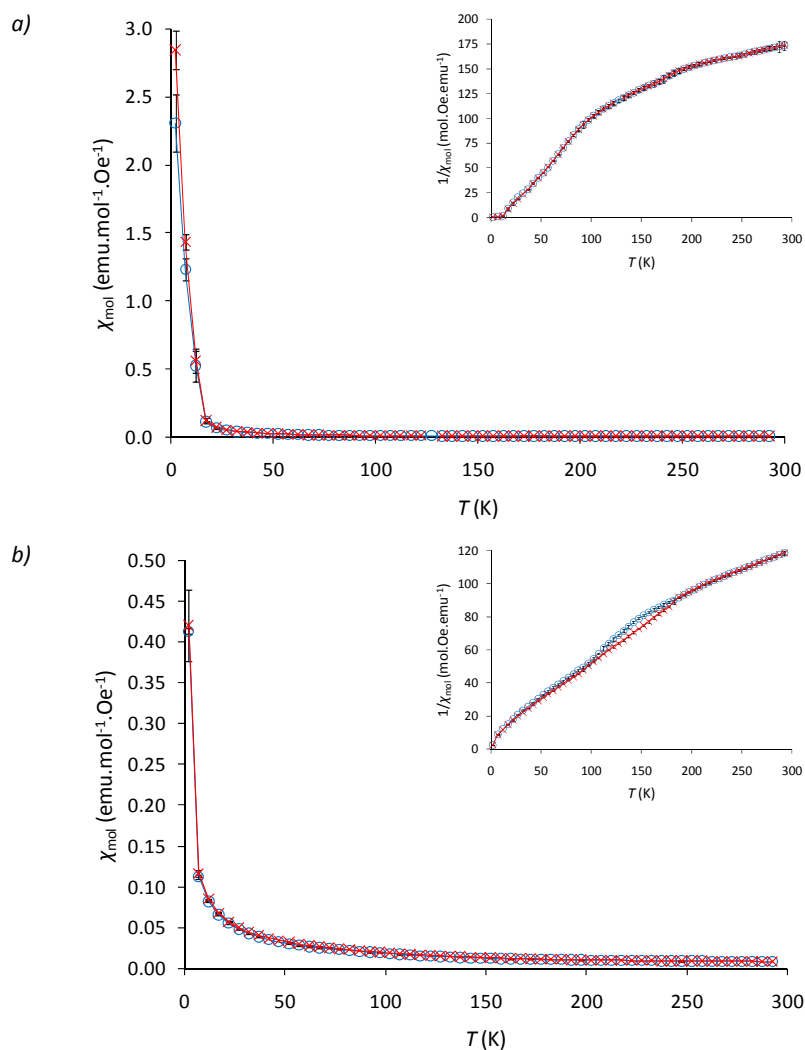 a)
3.0
2.5
2.0
1.5
1.0
0.5
0.0
χmol (emu.mol⁻¹.Oe⁻¹)
0 50 100 150 200 250 300
T (K)
200
175
150
125
100
75
50
25
0
1/χmol (mol.Oe.emu⁻¹)
0 50 100 150 200 250 300
T (K)
b)
0.50
0.45
0.40
0.35
0.30
0.25
0.20
0.15
0.10
0.05
0.00
χmol (emu.mol⁻¹.Oe⁻¹)
0 50 100 150 200 250 300
T (K)
120
100
80
60
40
20
0
1/χmol (mol.Oe.emu⁻¹)
0 50 100 150 200 250 300
T (K)